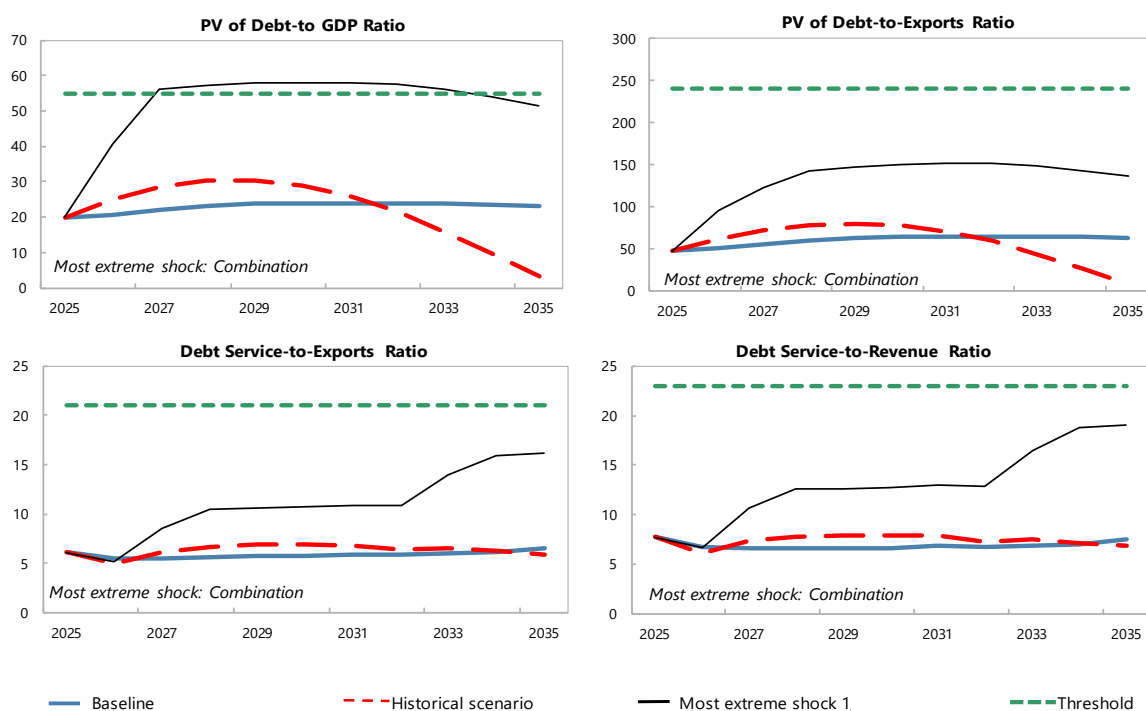 PV of Debt-to GDP Ratio
70
60
50
40
30
20
10
0
Most extreme shock: Combination
2025 2027 2029 2031 2033 2035
PV of Debt-to-Exports Ratio
300
250
200
150
100
50
0
Most extreme shock: Combination
2025 2027 2029 2031 2033 2035
Debt Service-to-Exports Ratio
25
20
15
10
5
0
Most extreme shock: Combination
2025 2027 2029 2031 2033 2035
Debt Service-to-Revenue Ratio
25
20
15
10
5
0
Most extreme shock: Combination
2025 2027 2029 2031 2033 2035
Baseline Historical scenario Most extreme shock 1 Threshold